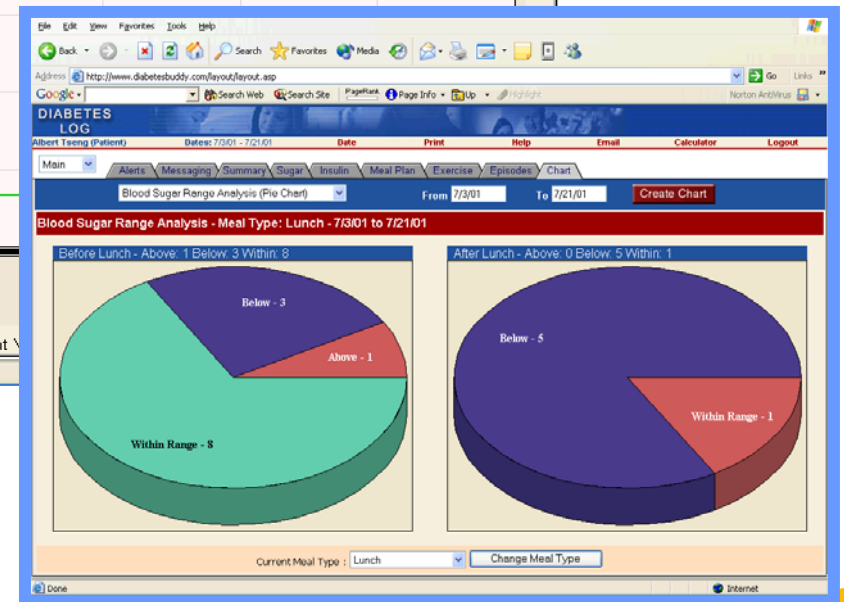 File Edit View Favorites Tools Help
Back Search Favorites Media
Address http://www.diabetesbuddy.com/layout/layout.asp Go Links »
Google Search Web Search Site PageRank Page Info Up Highlight Norton AntiVirus
DIABETES
LOG
Albert Tseng (Patient) Dates: 7/3/01 - 7/21/01 Date Print Help Email Calculator Logout
Main Alerts Messaging Summary Sugar Insulin Meal Plan Exercise Episodes Chart
Blood Sugar Range Analysis (Pie Chart) From 7/3/01 To 7/21/01 Create Chart
Blood Sugar Range Analysis - Meal Type: Lunch - 7/3/01 to 7/21/01
Before Lunch - Above: 1 Below: 3 Within: 8
Below - 3
Above - 1
Within Range - 8
After Lunch - Above: 0 Below: 5 Within: 1
Below - 5
Within Range - 1
Current Meal Type : Lunch Change Meal Type
Done Internet